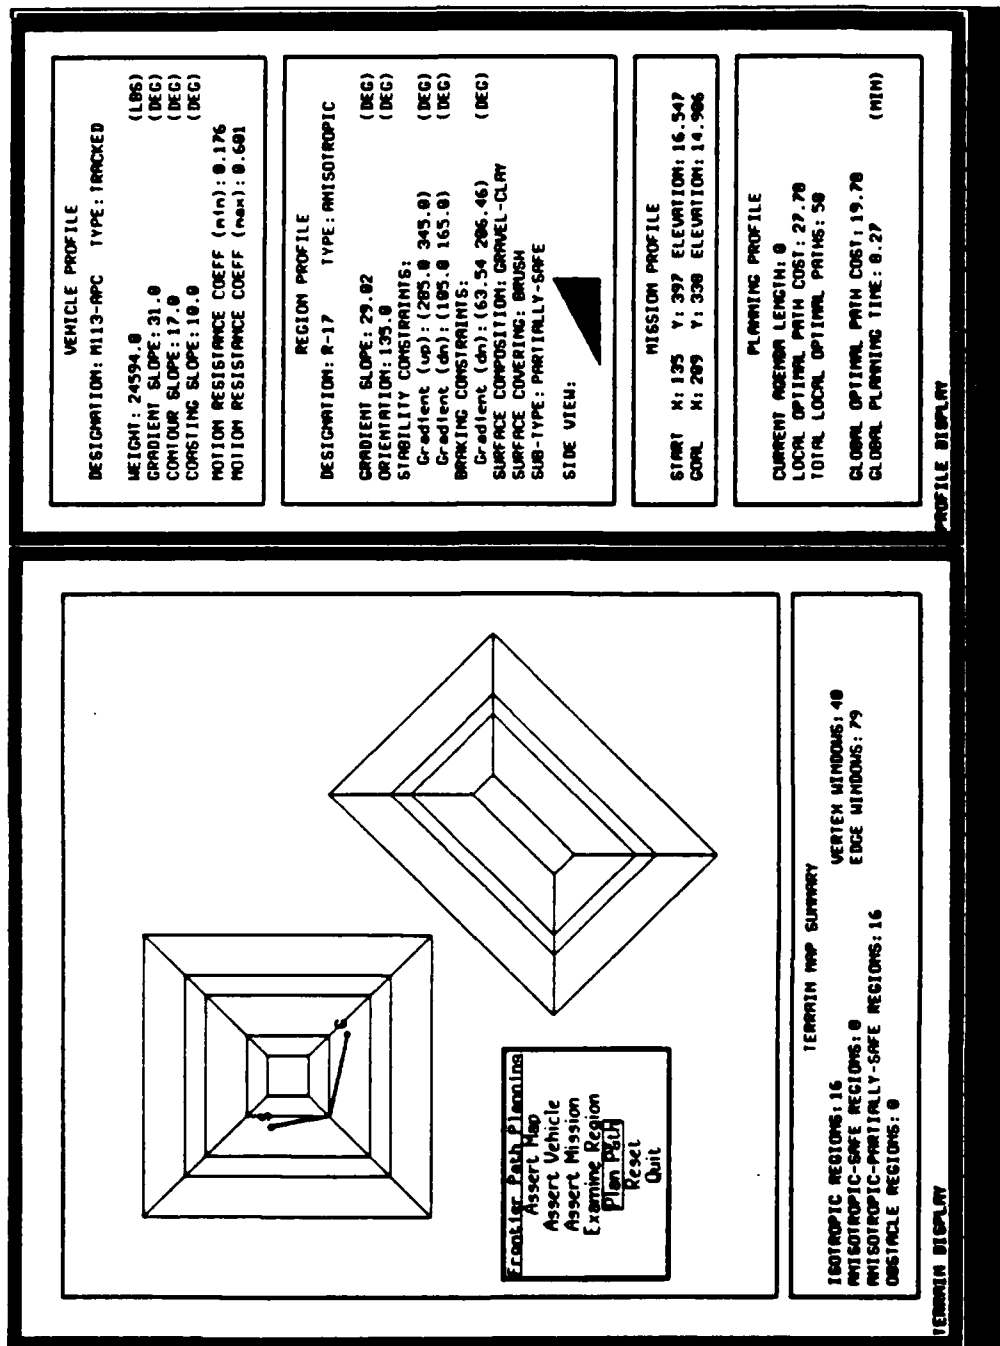 Frontier Path Planning
Assert Map
Assert Vehicle
Assert Mission
Examine Region
Plan Path
Reset
Quit
S
G
TERRAIN MAP SUMMARY
ISOTROPIC REGIONS: 16 VERTEX WINDOWS: 40
ANISOTROPIC-SAFE REGIONS: 0 EDGE WINDOWS: 79
ANISOTROPIC-PARTIALLY-SAFE REGIONS: 16
OBSTACLE REGIONS: 0
TERRAIN DISPLAY
VEHICLE PROFILE
DESIGNATION: M113-APC TYPE: TRACKED
WEIGHT: 24594.0 (LBS)
GRADIENT SLOPE: 31.0 (DEG)
CONTOUR SLOPE: 17.0 (DEG)
COASTING SLOPE: 10.0 (DEG)
MOTION RESISTANCE COEFF (min): 0.176
MOTION RESISTANCE COEFF (max): 0.601
REGION PROFILE
DESIGNATION: R-17 TYPE: ANISOTROPIC
GRADIENT SLOPE: 29.02 (DEG)
ORIENTATION: 135.0 (DEG)
STABILITY CONSTRAINTS:
Gradient (up): (285.0 345.0) (DEG)
Gradient (dn): (105.0 165.0) (DEG)
BRAKING CONSTRAINTS:
Gradient (dn): (63.54 206.46) (DEG)
SURFACE COMPOSITION: GRAVEL-CLAY
SURFACE COVERING: BRUSH
SUB-TYPE: PARTIALLY-SAFE
SIDE VIEW:
MISSION PROFILE
START X: 135 Y: 397 ELEVATION: 16.547
GOAL X: 209 Y: 330 ELEVATION: 14.906
PLANNING PROFILE
CURRENT AGENDA LENGTH: 0
LOCAL OPTIMAL PATH COST: 27.70
TOTAL LOCAL OPTIMAL PATHS: 50
GLOBAL OPTIMAL PATH COST: 19.70
GLOBAL PLANNING TIME: 0.27 (MIN)
PROFILE DISPLAY